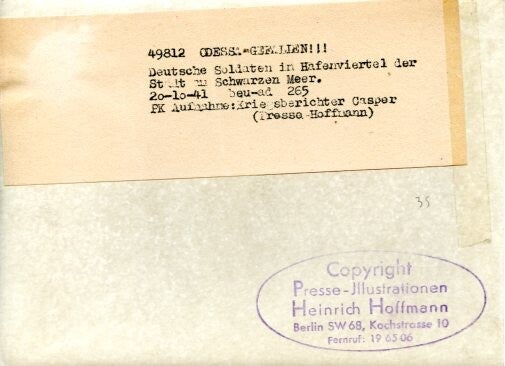 49812 ODESSA-GEFALLEN!!!
Deutsche Soldaten in Hafenviertel der
Stadt am Schwarzen Meer.
20-10-41 beu-ad 265
PK Aufnahme:Kriegsberichter Casper
(Presse-Hoffmann)
35
Copyright
Presse-Illustrationen
Heinrich Hoffmann
Berlin SW 68, Kochstrasse 10
Fernruf: 19 65 06